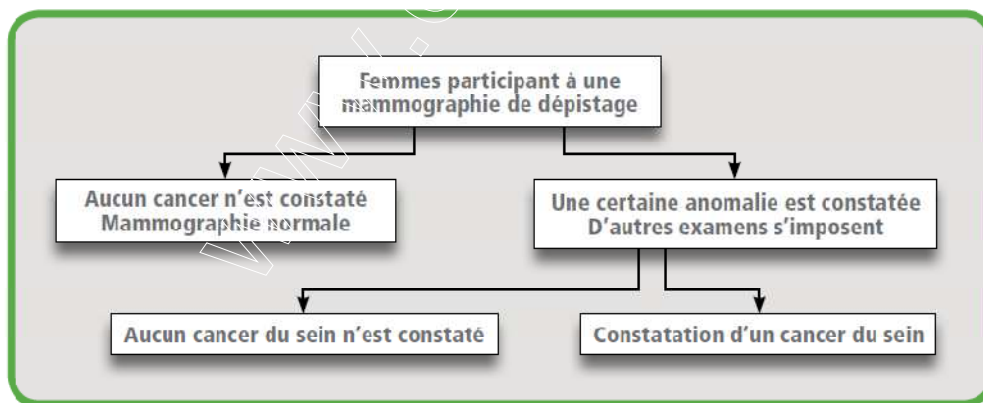 Femmes participant à une
mammographie de dépistage
Aucun cancer n'est constaté
Mammographie normale
Une certaine anomalie est constatée
D'autres examens s'imposent
Aucun cancer du sein n'est constaté
Constatation d'un cancer du sein